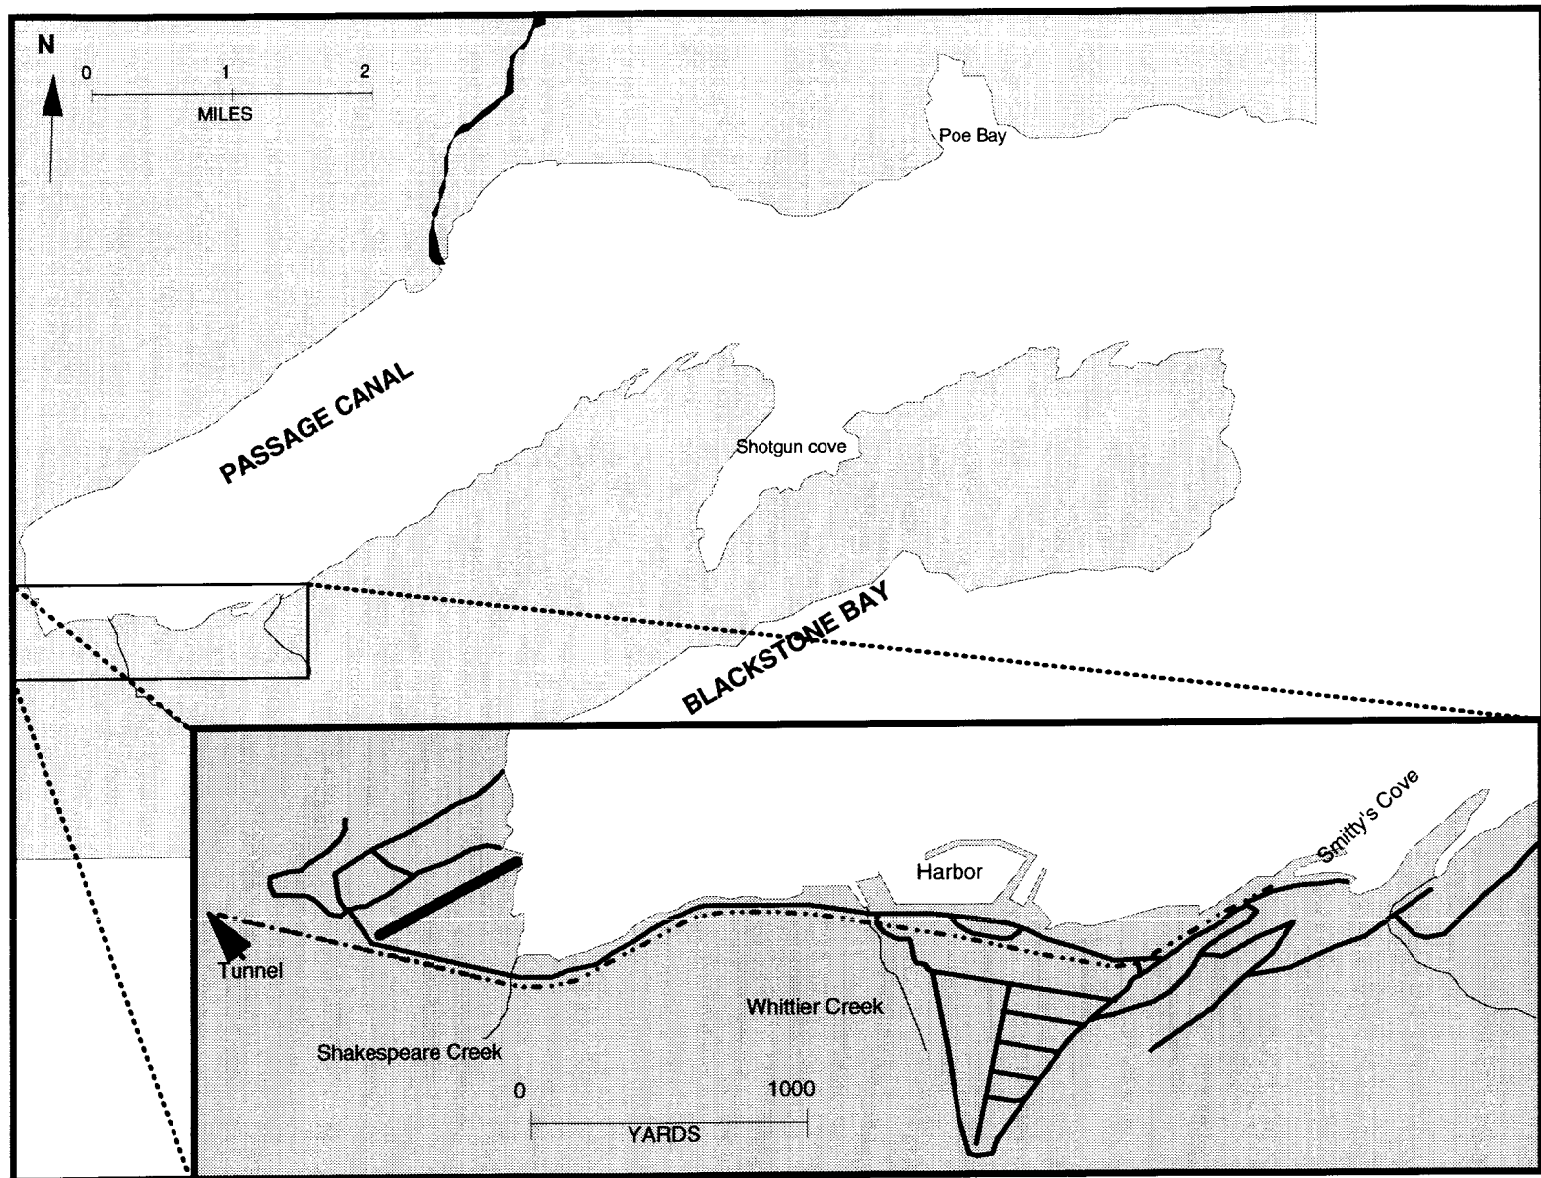 N
0 1 2
MILES
Poe Bay
PASSAGE CANAL
Shotgun cove
BLACKSTONE BAY
Smitty's Cove
Harbor
Tunnel
Whittier Creek
Shakespeare Creek
0 1000
YARDS